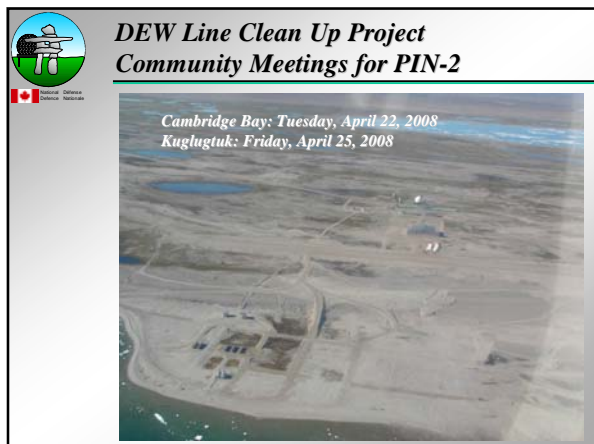 DEW Line Clean Up Project
Community Meetings for PIN-2
National Défense
Defence Nationale
Cambridge Bay: Tuesday, April 22, 2008
Kuglugtuk: Friday, April 25, 2008